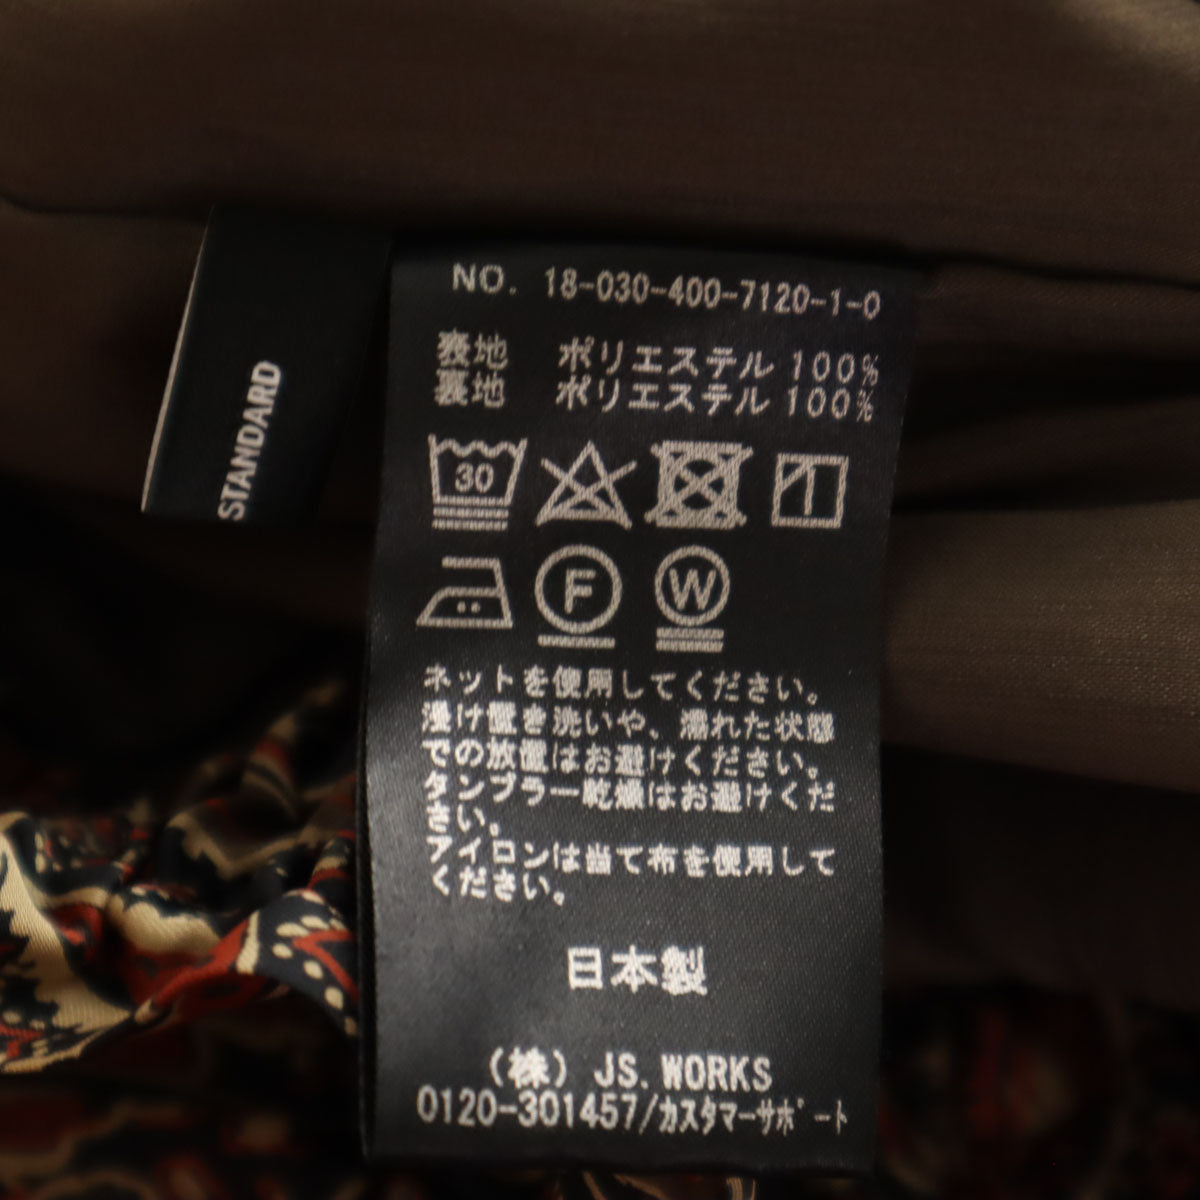 STANDARD
NO. 18-030-400-7120-1-0
表地 ポリエステル 100%
裏地 ポリエステル 100%
30
F W
ネットを使用してください。
浸け置き洗いや、濡れた状態
での放置はお避けください。
タンブラー乾燥はお避けくだ
さい。
アイロンは当て布を使用して
ください。
日本製
(株) JS.WORKS
0120-301457/カスタマーサポート